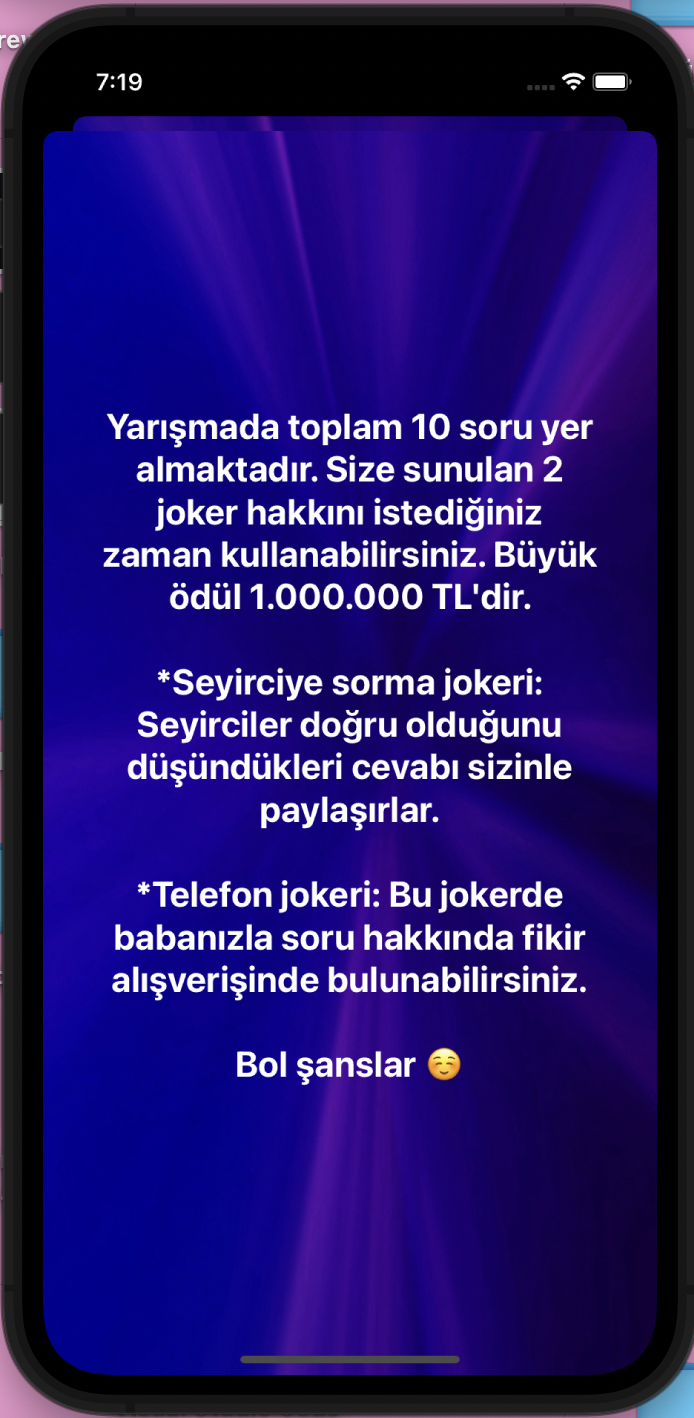 7:19
Yarışmada toplam 10 soru yer
almaktadır. Size sunulan 2
joker hakkını istediğiniz
zaman kullanabilirsiniz. Büyük
ödül 1.000.000 TL'dir.
*Seyirciye sorma jokeri:
Seyirciler doğru olduğunu
düşündükleri cevabı sizinle
paylaşırlar.
*Telefon jokeri: Bu jokerde
babanızla soru hakkında fikir
alışverişinde bulunabilirsiniz.
Bol şanslar ☺️